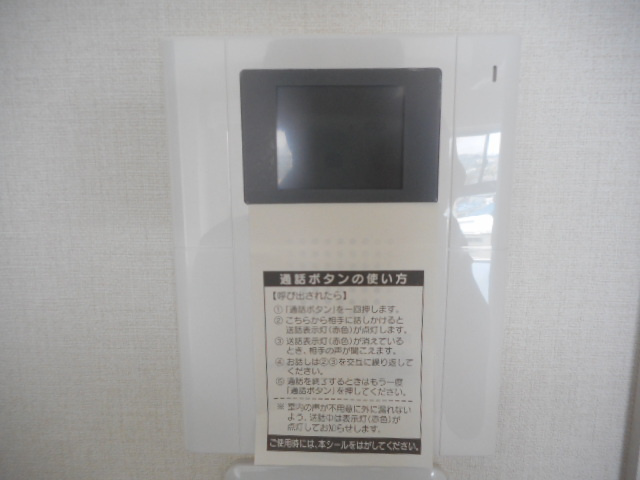 通話ボタンの使い方
【呼び出されたら】
①「通話ボタン」を一回押します。
② こちらから相手に話しかけると
送話表示灯(赤色)が点灯します。
③ 送話表示灯(赤色)が消えている
とき、相手の声が聞こえます。
④ お話しは②③を交互に繰り返して
ください。
⑤ 通話を終了するときはもう一度
「通話ボタン」を押してください。
※ 室内の声が不用意に外に漏れない
よう、送話中は表示灯(赤色)が
点灯してお知らせします。
ご使用時には、本シールをはがしてください。